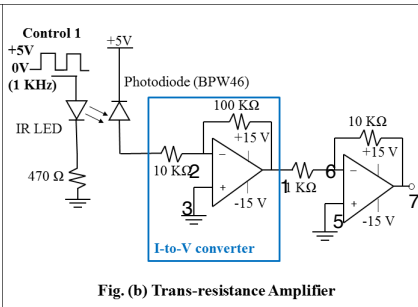 Control 1
+5V
0V
(1 KHz)
+5V
Photodiode (BPW46)
IR LED
470 Ω
10 KΩ
100 KΩ
+15 V
-15 V
2
3
1
1 KΩ
10 KΩ
+15 V
-15 V
6
5
7
−
+
−
+
I-to-V converter
Fig. (b) Trans-resistance Amplifier